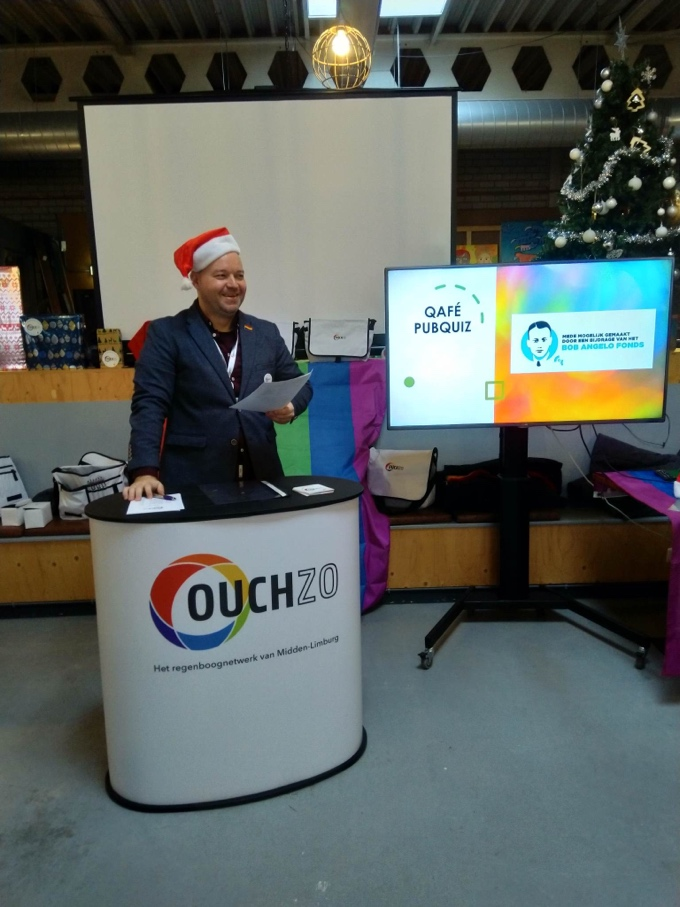 QAFÉ
PUBQUIZ
MEDE MOGELIJK GEMAAKT
DOOR EEN BIJDRAGE VAN HET
BOB ANGELO FONDS
OUCHZO
OUCHZO
Het regenboognetwerk van Midden-Limburg